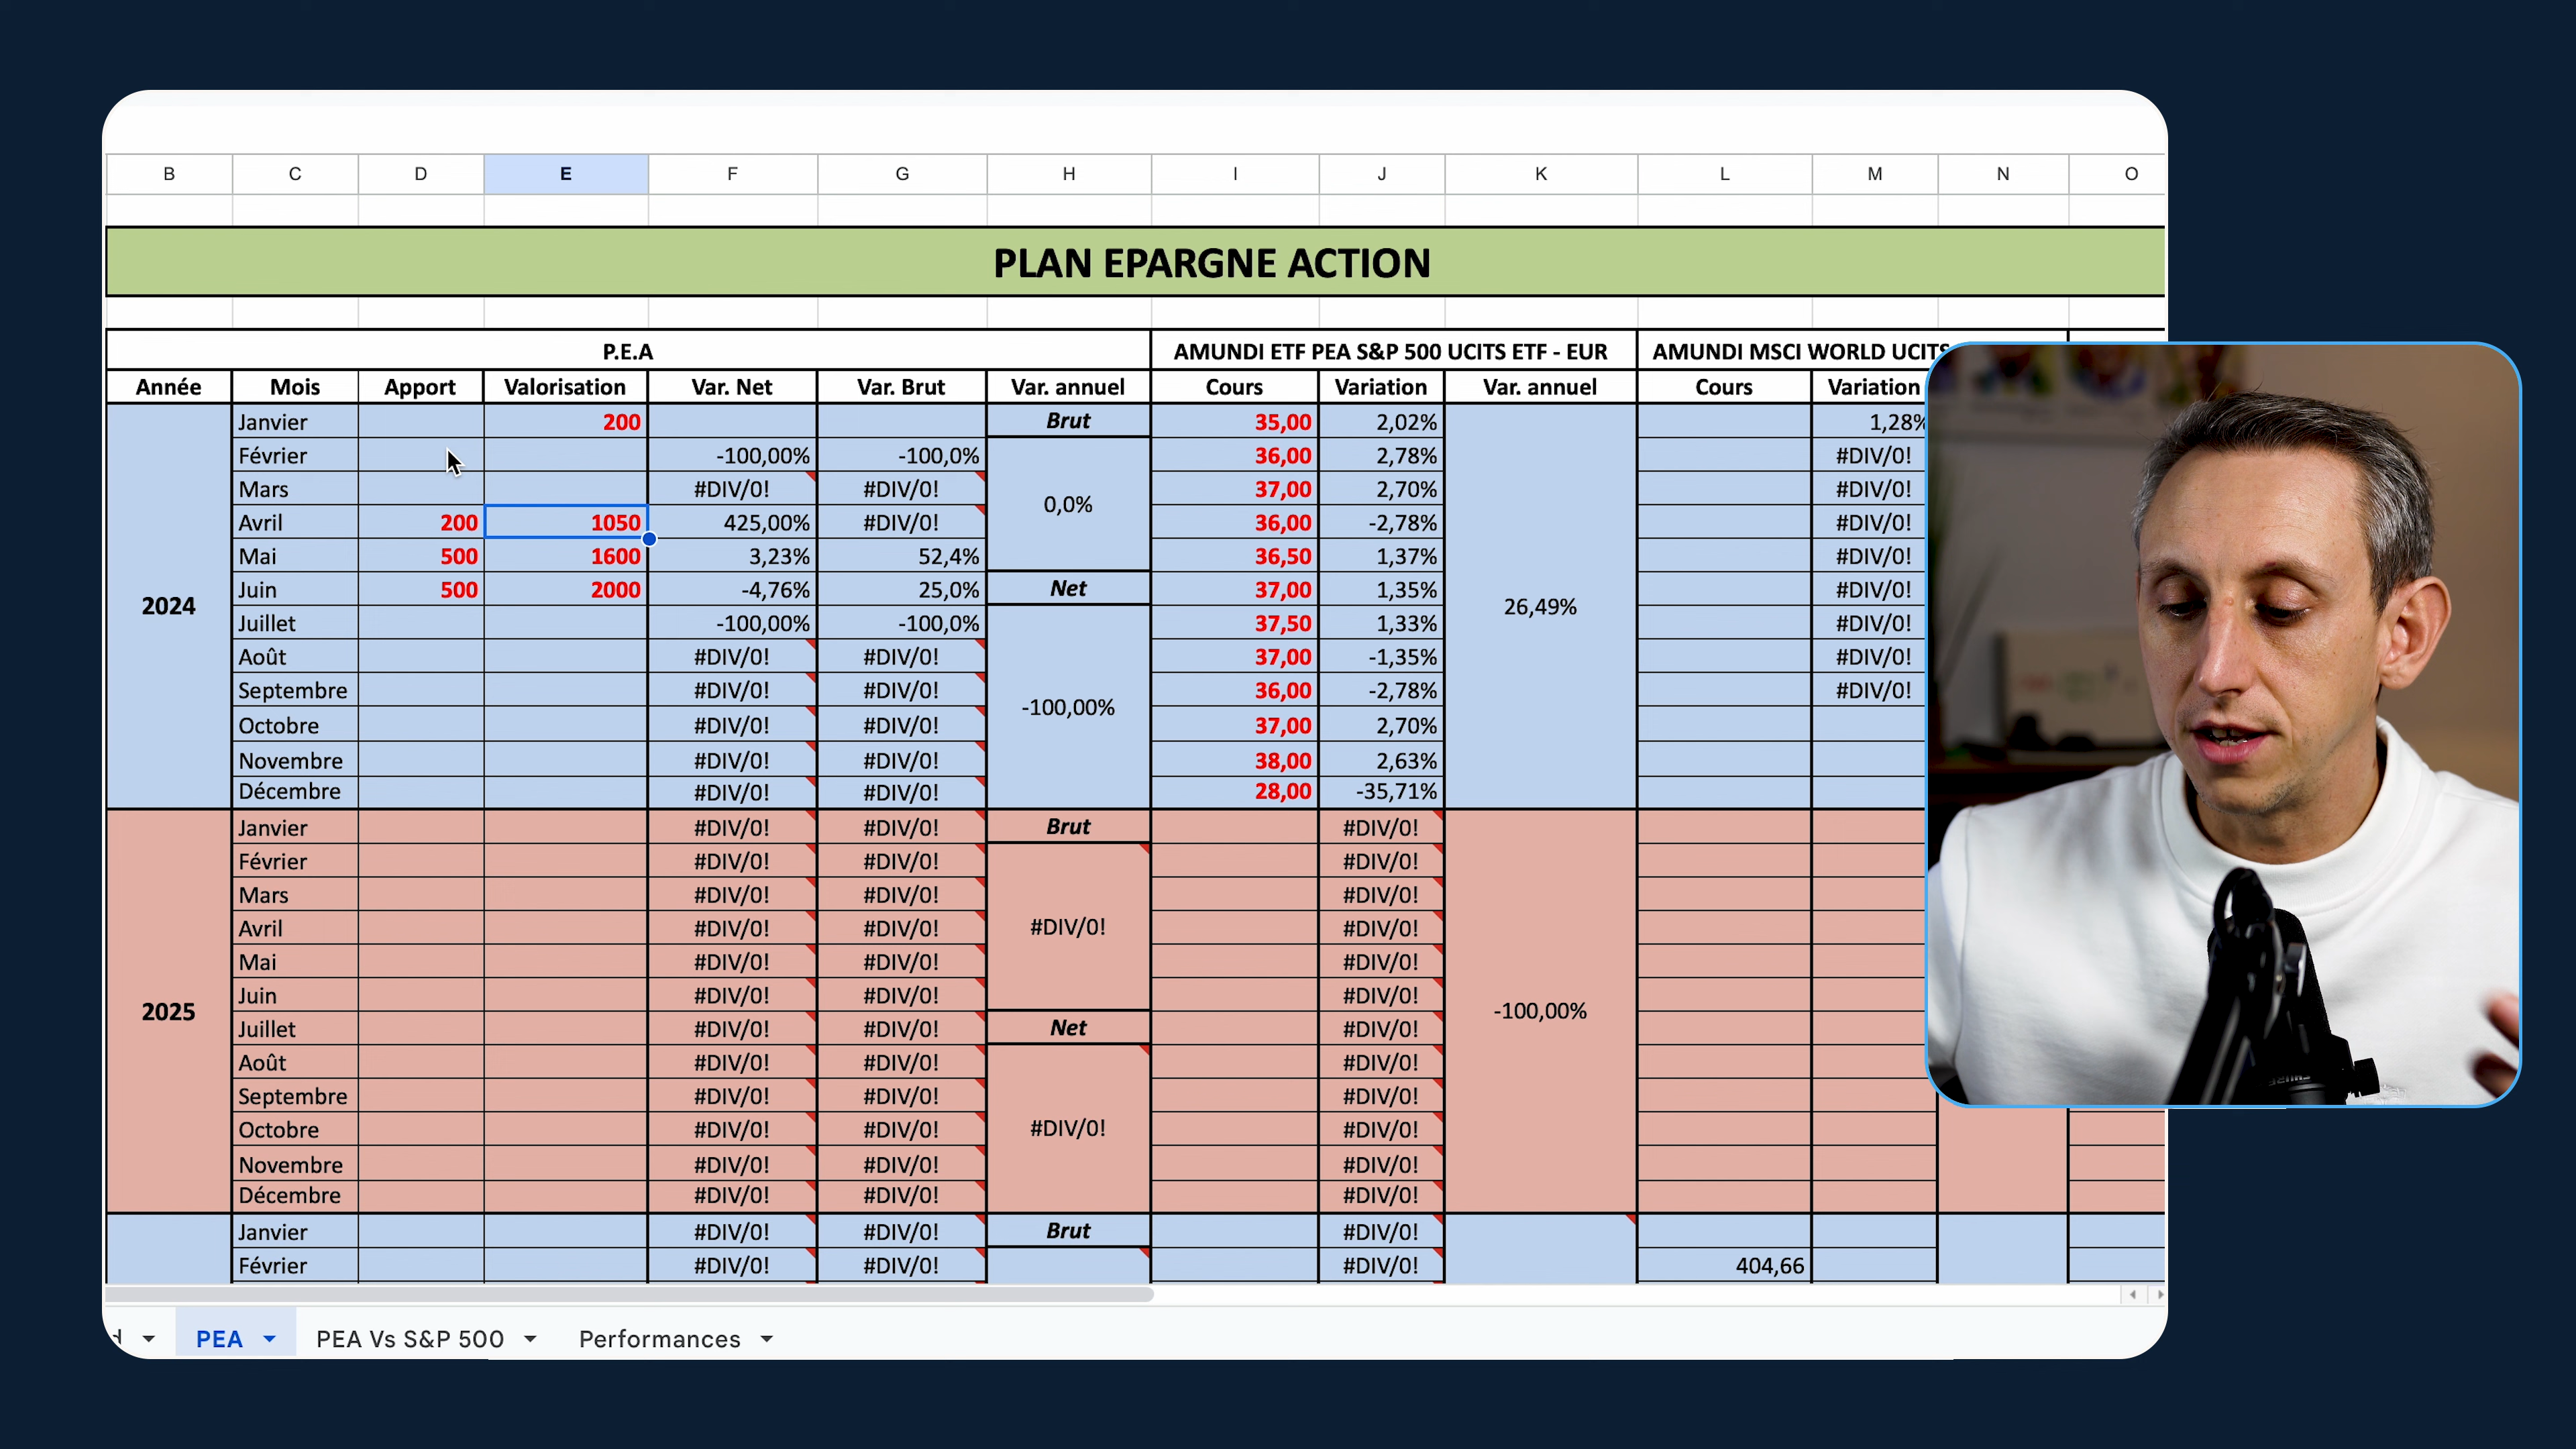 B C D E F G H I J K L M N O
PLAN EPARGNE ACTION
P.E.A AMUNDI ETF PEA S&P 500 UCITS ETF - EUR AMUNDI MSCI WORLD UCITS
Année Mois Apport Valorisation Var. Net Var. Brut Var. annuel Cours Variation Var. annuel Cours Variation
Janvier 200 Brut 35,00 2,02% 1,28%
Février -100,00% -100,0% 36,00 2,78% #DIV/0!
Mars #DIV/0! #DIV/0! 0,0% 37,00 2,70% #DIV/0!
Avril 200 1050 425,00% #DIV/0! 36,00 -2,78% #DIV/0!
Mai 500 1600 3,23% 52,4% 36,50 1,37% #DIV/0!
2024 Juin 500 2000 -4,76% 25,0% Net 37,00 1,35% 26,49% #DIV/0!
Juillet -100,00% -100,0% 37,50 1,33% #DIV/0!
Août #DIV/0! #DIV/0! 37,00 -1,35% #DIV/0!
Septembre #DIV/0! #DIV/0! -100,00% 36,00 -2,78% #DIV/0!
Octobre #DIV/0! #DIV/0! 37,00 2,70%
Novembre #DIV/0! #DIV/0! 38,00 2,63%
Décembre #DIV/0! #DIV/0! 28,00 -35,71%
Janvier #DIV/0! #DIV/0! Brut #DIV/0!
Février #DIV/0! #DIV/0! #DIV/0!
Mars #DIV/0! #DIV/0! #DIV/0!
Avril #DIV/0! #DIV/0! #DIV/0! #DIV/0!
Mai #DIV/0! #DIV/0! #DIV/0!
Juin #DIV/0! #DIV/0! #DIV/0!
2025 Juillet #DIV/0! #DIV/0! Net #DIV/0! -100,00%
Août #DIV/0! #DIV/0! #DIV/0!
Septembre #DIV/0! #DIV/0! #DIV/0!
Octobre #DIV/0! #DIV/0! #DIV/0! #DIV/0!
Novembre #DIV/0! #DIV/0! #DIV/0!
Décembre #DIV/0! #DIV/0! #DIV/0!
Janvier #DIV/0! #DIV/0! Brut #DIV/0!
Février #DIV/0! #DIV/0! #DIV/0! 404,66
PEA PEA Vs S&P 500 Performances